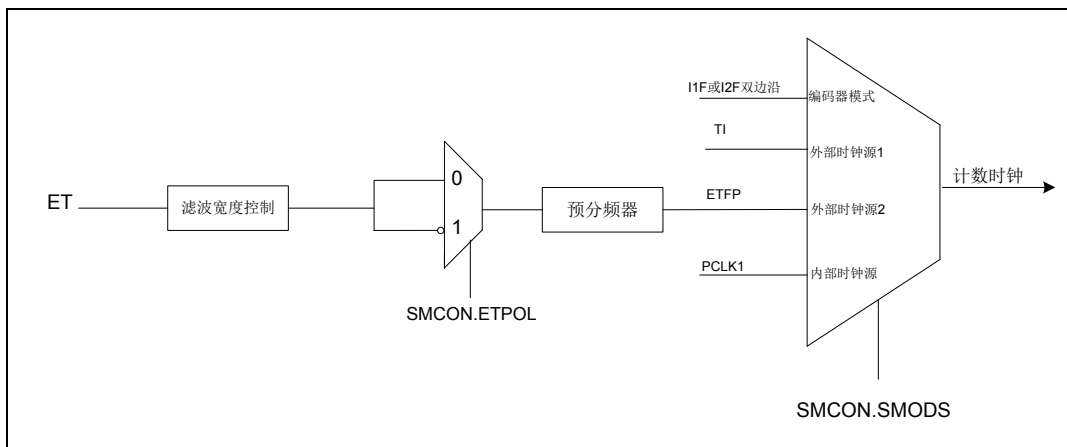 ET
滤波宽度控制
0
1
SMCON.ETPOL
预分频器
I1F或I2F双边沿
编码器模式
TI
外部时钟源1
ETFP
外部时钟源2
PCLK1
内部时钟源
计数时钟
SMCON.SMODS